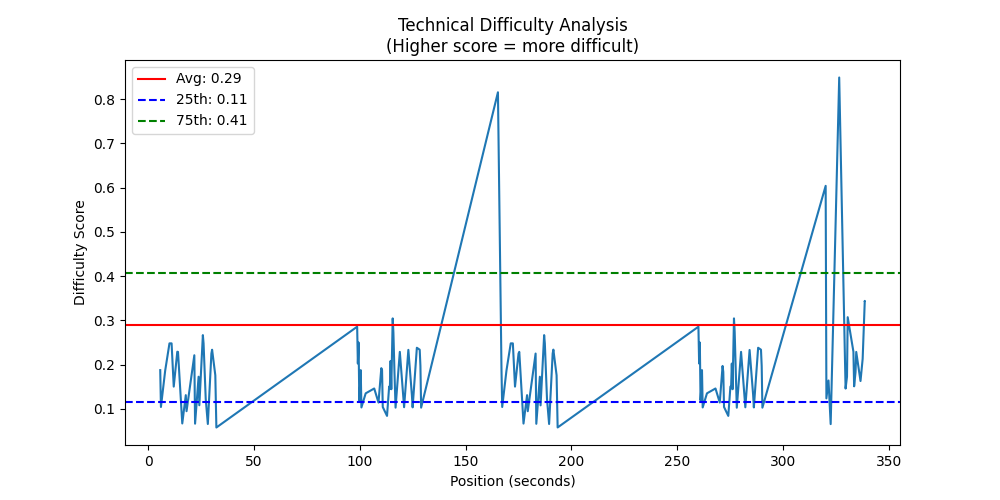 Technical Difficulty Analysis
(Higher score = more difficult)
Avg: 0.29
25th: 0.11
75th: 0.41
Difficulty Score
0.8
0.7
0.6
0.5
0.4
0.3
0.2
0.1
0 50 100 150 200 250 300 350
Position (seconds)